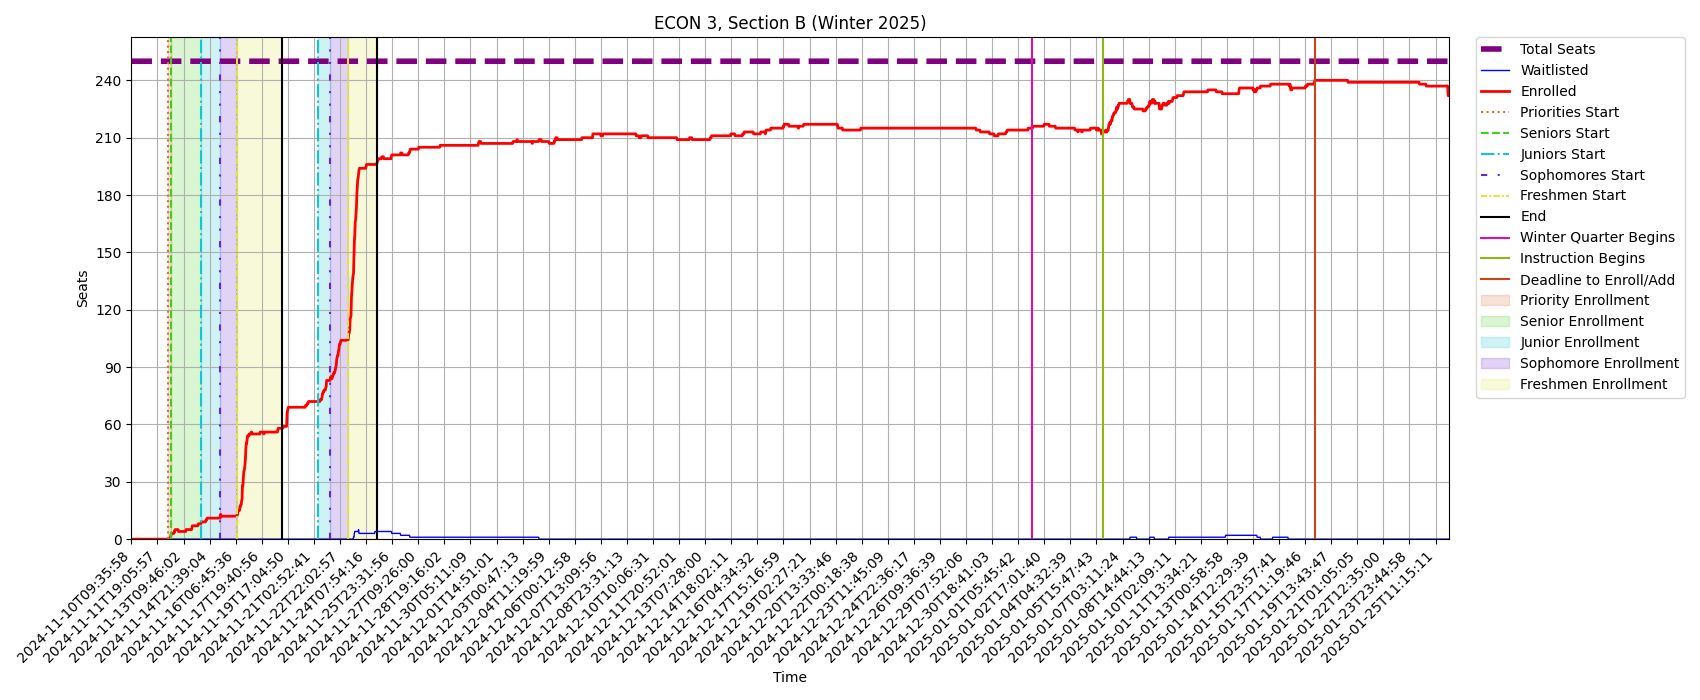 ECON 3, Section B (Winter 2025)
Seats
240
210
180
150
120
90
60
30
0
2024-11-10T09:35:58
2024-11-11T19:05:57
2024-11-13T09:46:02
2024-11-14T21:39:04
2024-11-16T06:45:36
2024-11-17T19:40:56
2024-11-19T17:04:50
2024-11-21T02:52:41
2024-11-22T22:02:57
2024-11-24T07:54:16
2024-11-25T23:31:56
2024-11-27T09:26:00
2024-11-28T19:16:02
2024-11-30T05:11:09
2024-12-01T14:51:01
2024-12-03T00:47:13
2024-12-04T11:19:59
2024-12-06T00:12:58
2024-12-07T13:09:56
2024-12-08T23:31:13
2024-12-10T10:06:31
2024-12-11T20:52:01
2024-12-13T07:28:00
2024-12-14T18:02:11
2024-12-16T04:34:32
2024-12-17T15:16:59
2024-12-19T02:27:21
2024-12-20T13:33:46
2024-12-22T00:18:38
2024-12-23T11:45:09
2024-12-24T22:36:17
2024-12-26T09:36:39
2024-12-29T07:52:06
2024-12-30T18:41:03
2025-01-01T05:45:42
2025-01-02T17:01:40
2025-01-04T04:32:39
2025-01-05T15:47:43
2025-01-07T03:11:24
2025-01-08T14:44:13
2025-01-10T02:09:11
2025-01-11T13:34:21
2025-01-13T00:58:58
2025-01-14T12:29:39
2025-01-15T23:57:41
2025-01-17T11:19:46
2025-01-19T13:43:47
2025-01-21T01:05:05
2025-01-22T12:35:00
2025-01-23T23:44:58
2025-01-25T11:15:11
Time
Total Seats
Waitlisted
Enrolled
Priorities Start
Seniors Start
Juniors Start
Sophomores Start
Freshmen Start
End
Winter Quarter Begins
Instruction Begins
Deadline to Enroll/Add
Priority Enrollment
Senior Enrollment
Junior Enrollment
Sophomore Enrollment
Freshmen Enrollment